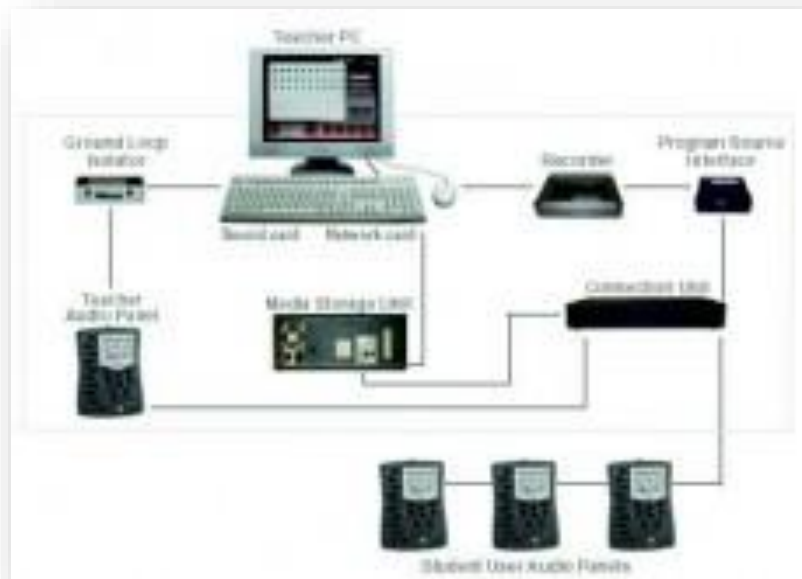 Teacher PC
Ground Loop
Isolator
Recorder
Program Source
Interface
Sound card
Network card
Teacher
Audio Panel
Media Storage Unit
Connection Unit
Student User Audio Panels